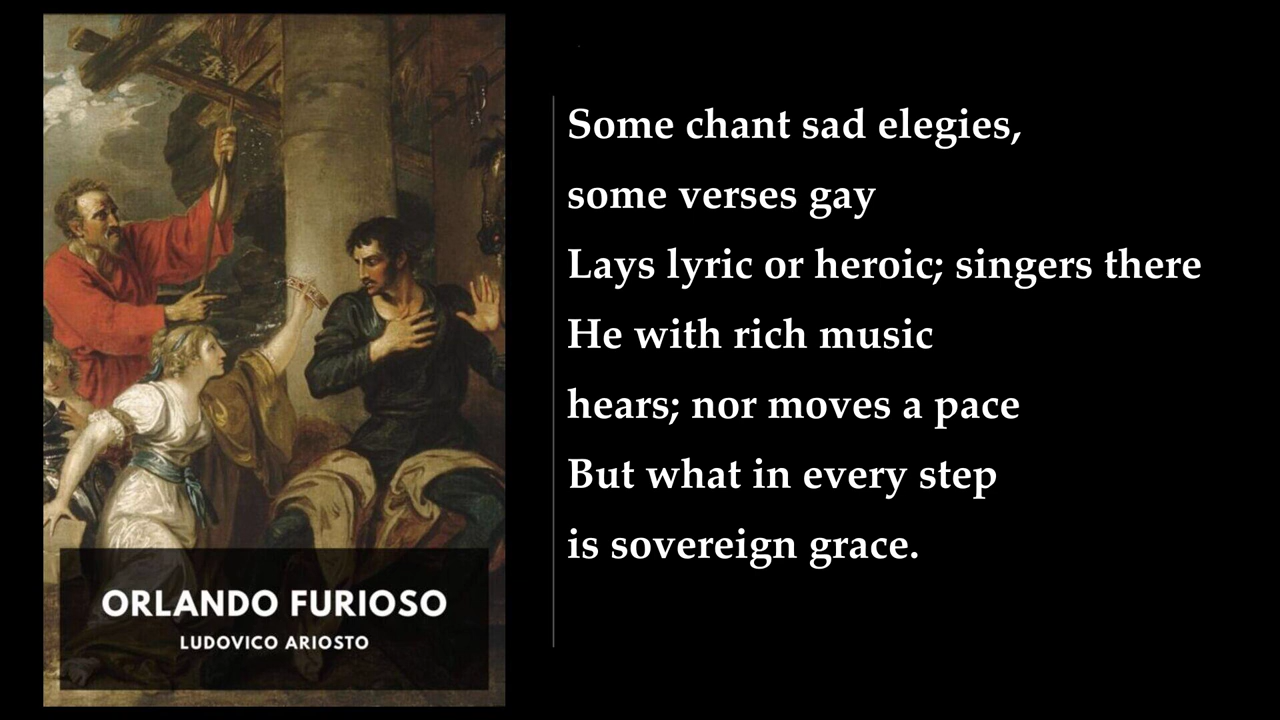 Some chant sad elegies,
some verses gay
Lays lyric or heroic; singers there
He with rich music
hears; nor moves a pace
But what in every step
is sovereign grace.
ORLANDO FURIOSO
LUDOVICO ARIOSTO